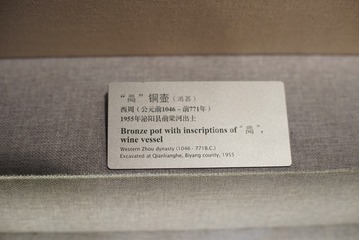 铜壶（酒器）
西周（公元前1046－前771年）
1955年泌阳县前梁河出土
Bronze pot with inscriptions of
wine vessel
Western Zhou dynasty (1046 - 771B.C.)
Excavated at Qianlianghe, Biyang county, 1955